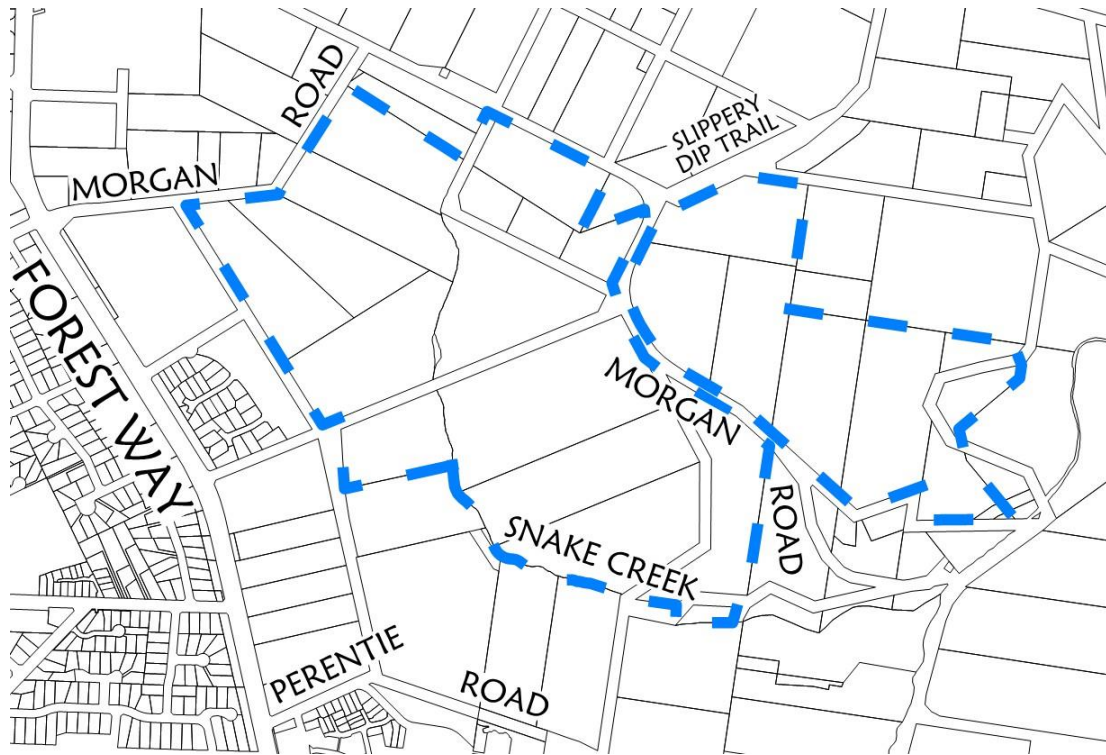 ROAD
SLIPPERY
DIP TRAIL
MORGAN
FOREST WAY
MORGAN
ROAD
SNAKE CREEK
PERENTIE
ROAD